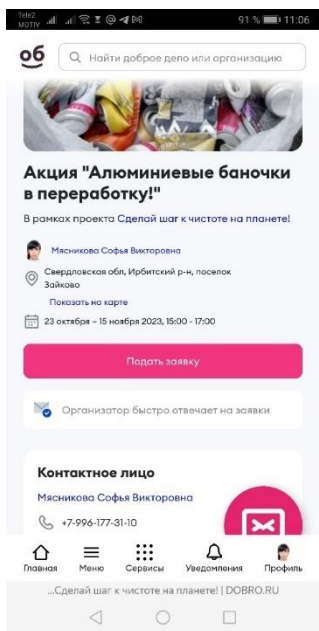 Tele2
MOTIV
91 % 11:06
об
Найти доброе дело или организацию
Акция "Алюминиевые баночки
в переработку!"
В рамках проекта Сделай шаг к чистоте на планете!
Мясникова Софья Викторовна
Свердловская обл, Ирбитский р-н, поселок
Зайково
Показать на карте
23 октября – 15 ноября 2023, 15:00 - 17:00
Подать заявку
Организатор быстро отвечает на заявки
Контактное лицо
Мясникова Софья Викторовна
+7-996-177-31-10
Главная Меню Сервисы Уведомления Профиль
...Сделай шаг к чистоте на планете! | DOBRO.RU